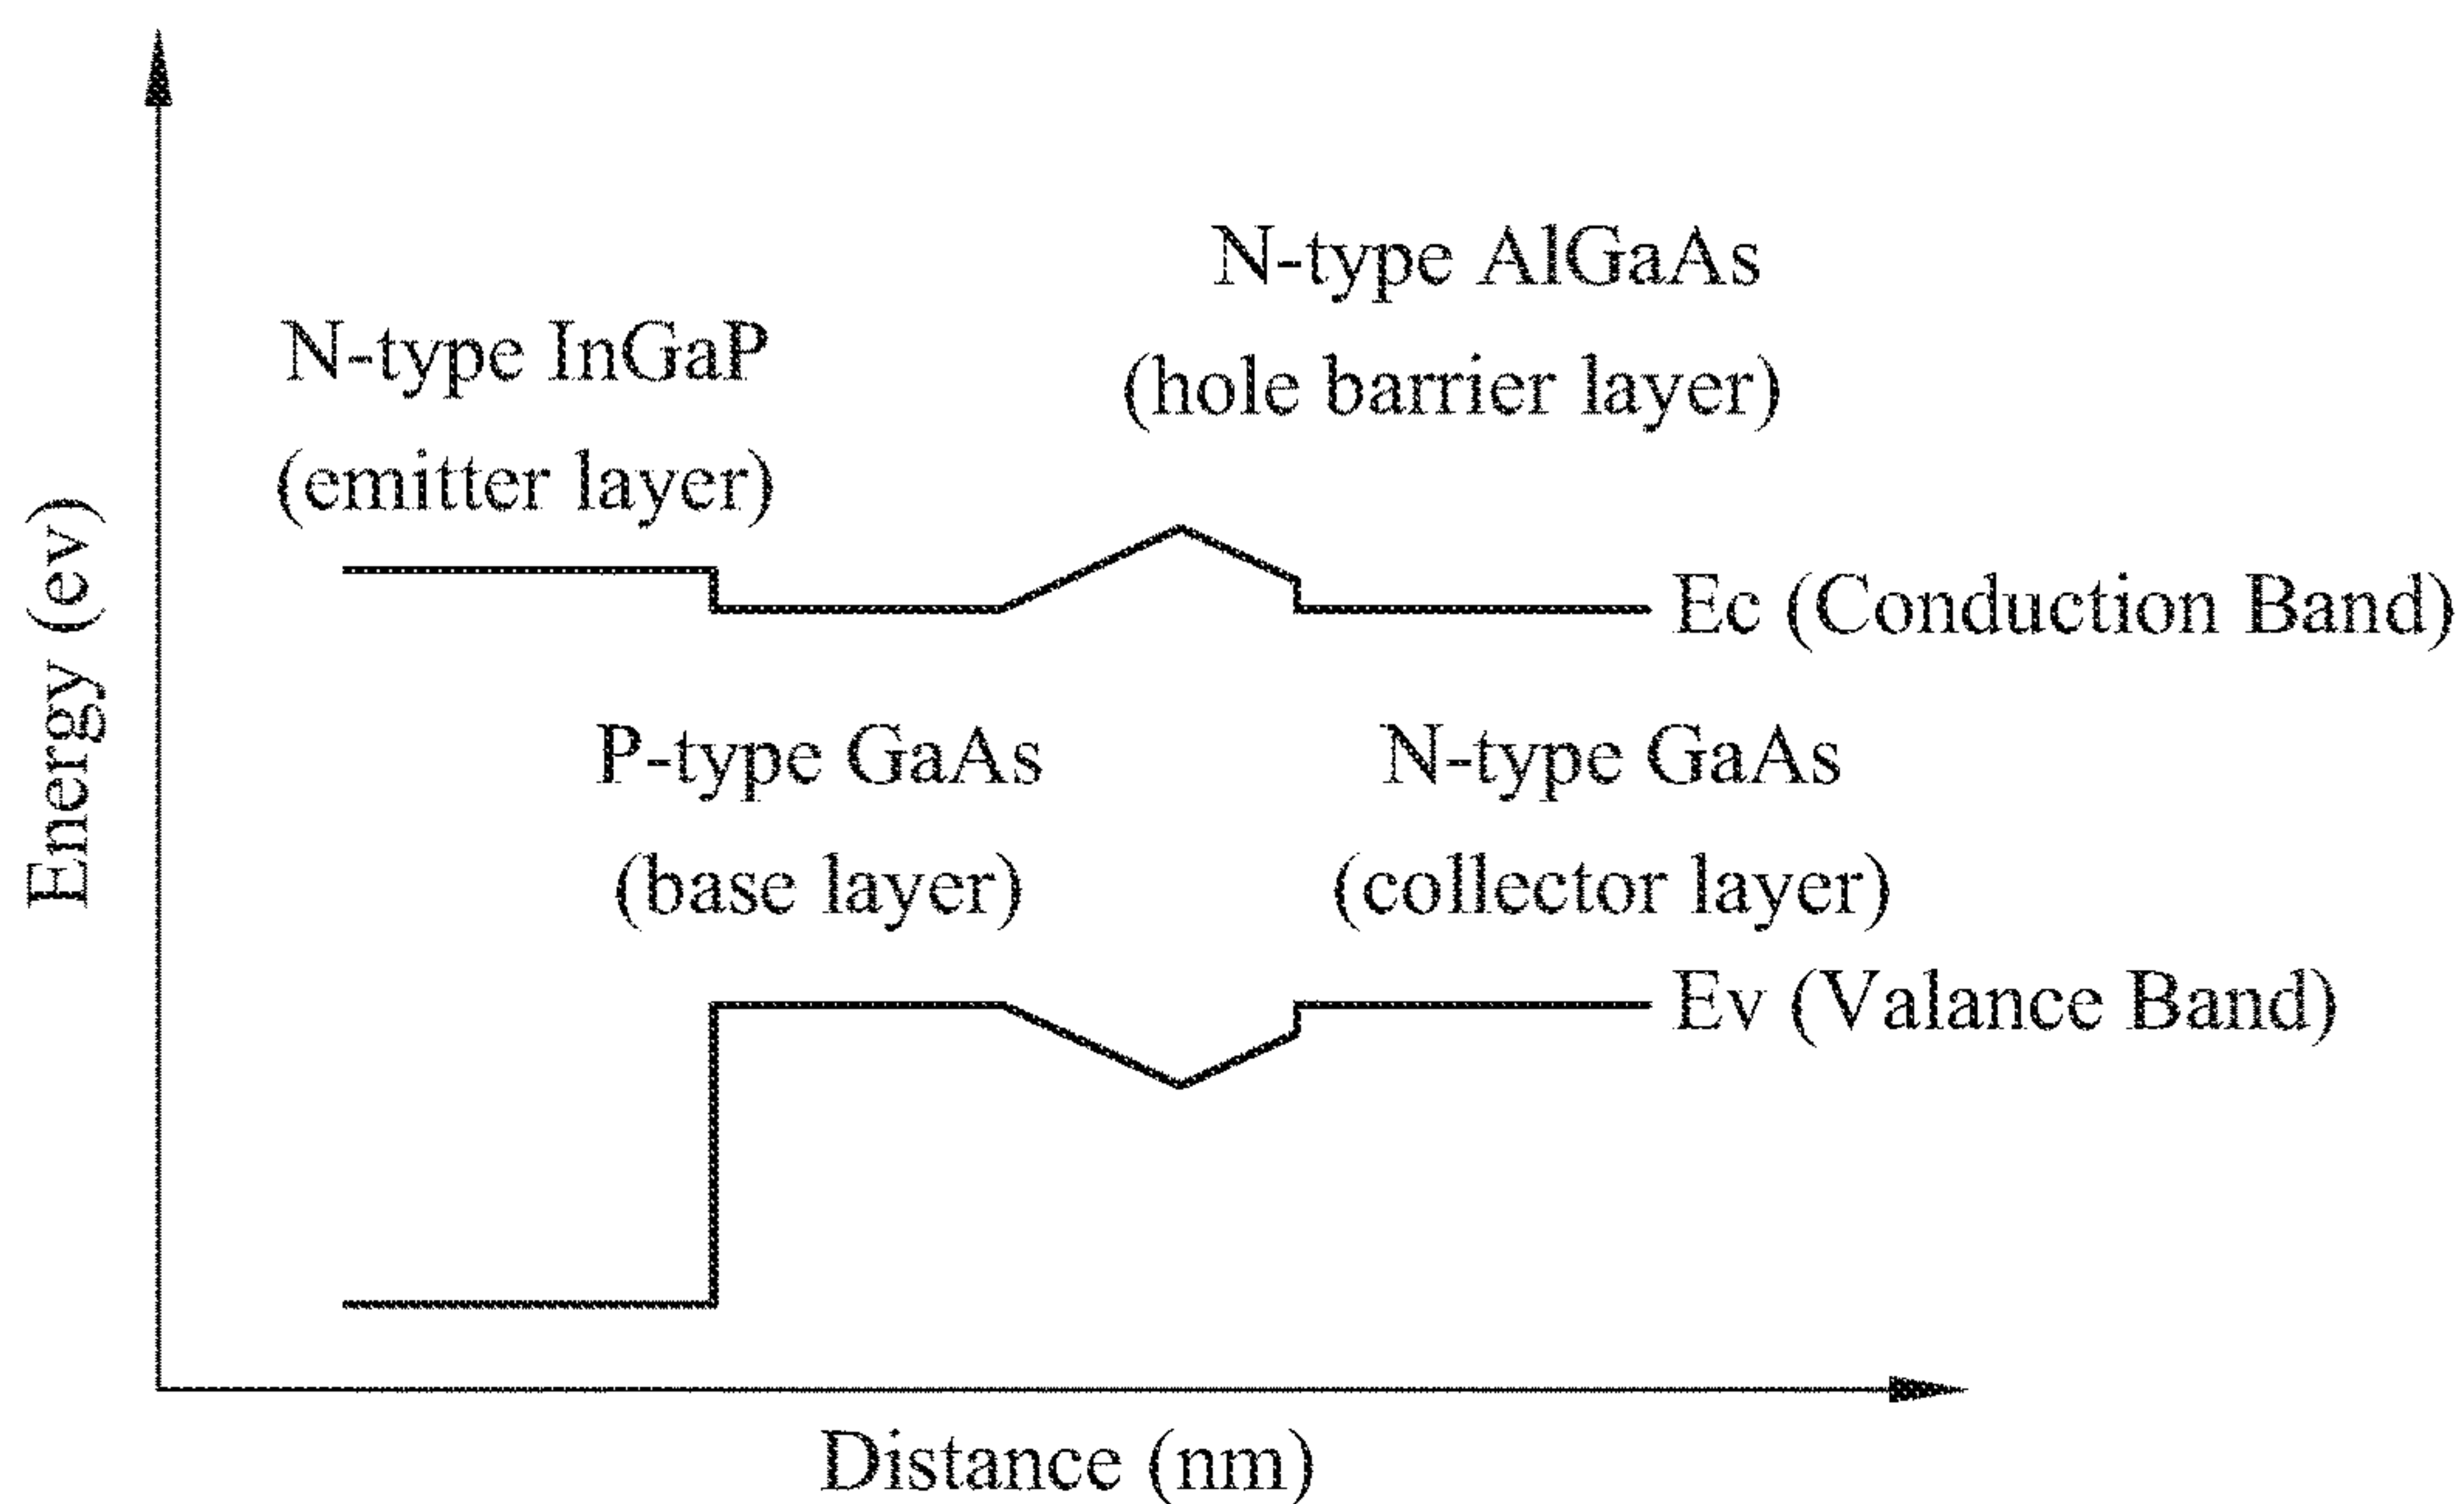 N-type AlGaAs
(hole barrier layer)
N-type InGaP
(emitter layer)
Ec (Conduction Band)
P-type GaAs
(base layer)
N-type GaAs
(collector layer)
Ev (Valance Band)
Energy (ev)
Distance (nm)